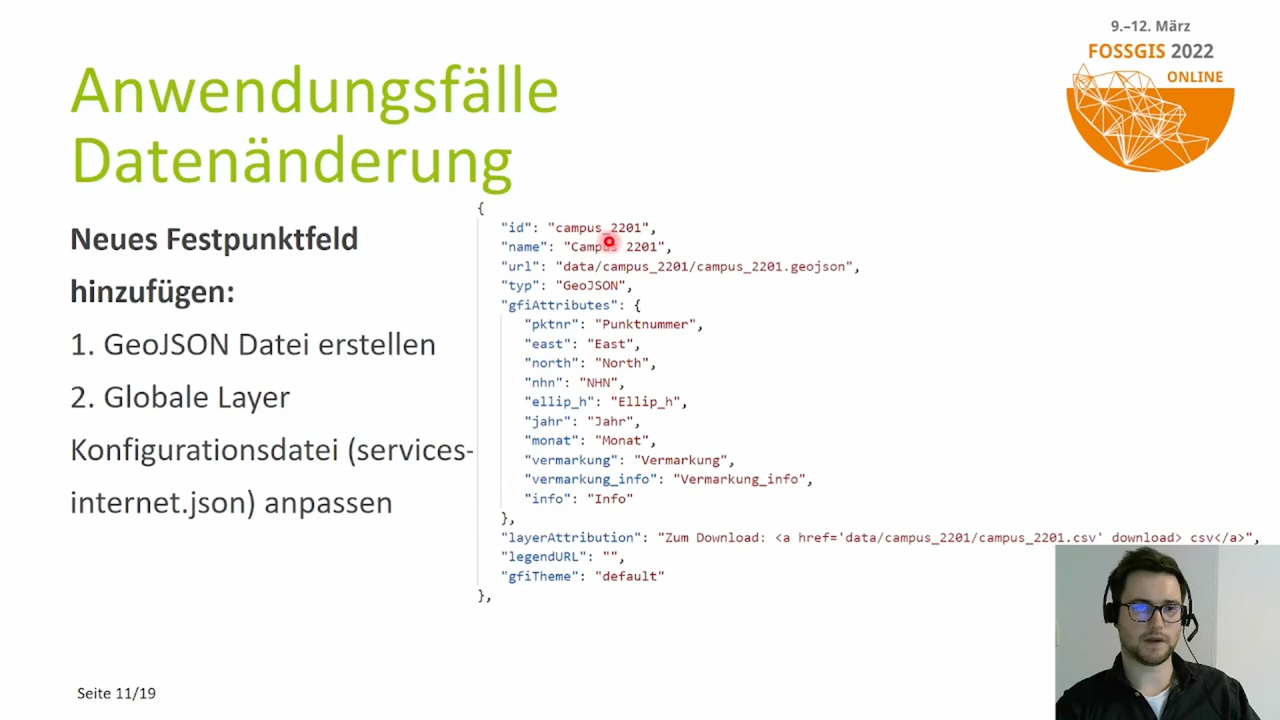 9.–12. März
FOSSGIS 2022
ONLINE
Anwendungsfälle
Datenänderung
Neues Festpunktfeld
hinzufügen:
1. GeoJSON Datei erstellen
2. Globale Layer
Konfigurationsdatei (services-
internet.json) anpassen
{
"id": "campus_2201",
"name": "Campus 2201",
"url": "data/campus_2201/campus_2201.geojson",
"typ": "GeoJSON",
"gfiAttributes": {
"pktnr": "Punktnummer",
"east": "East",
"north": "North",
"nhn": "NHN",
"ellip_h": "Ellip_h",
"jahr": "Jahr",
"monat": "Monat",
"vermarkung": "Vermarkung",
"vermarkung_info": "Vermarkung_info",
"info": "Info"
},
"layerAttribution": "Zum Download: <a href='data/campus_2201/campus_2201.csv' download> csv</a>",
"legendURL": "",
"gfiTheme": "default"
},
Seite 11/19